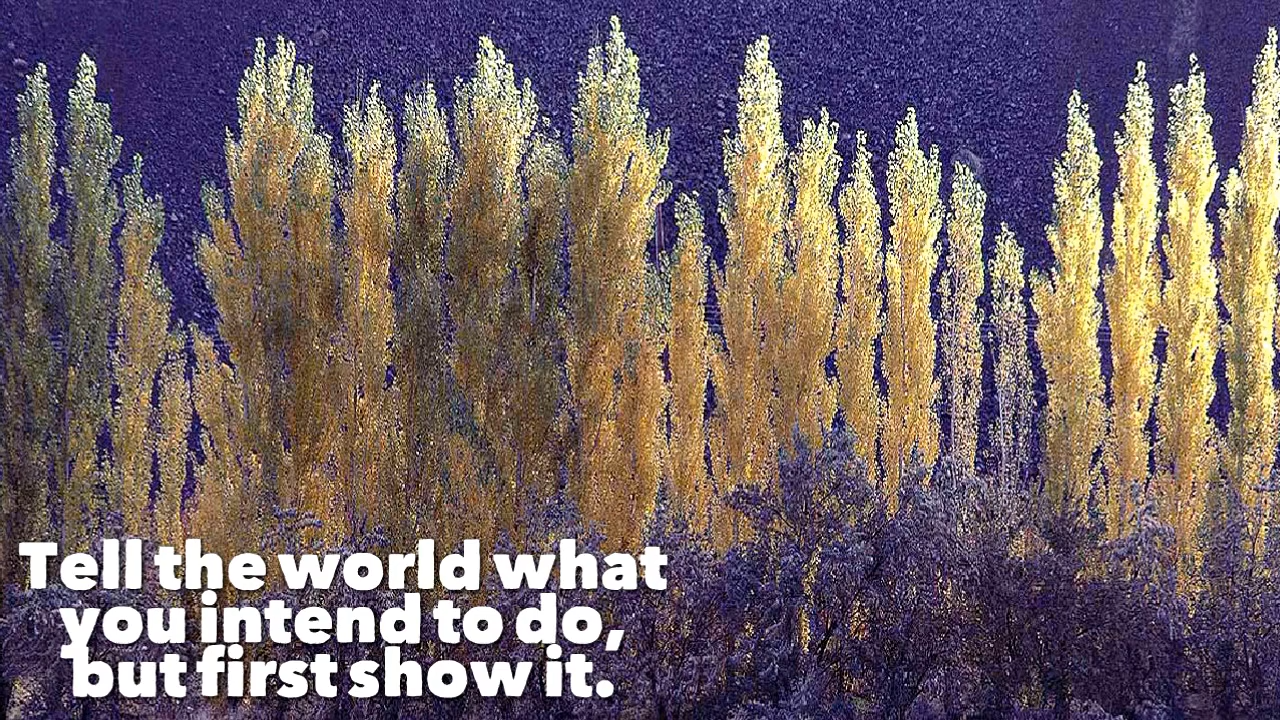 Tell the world what
you intend to do,
but first show it.